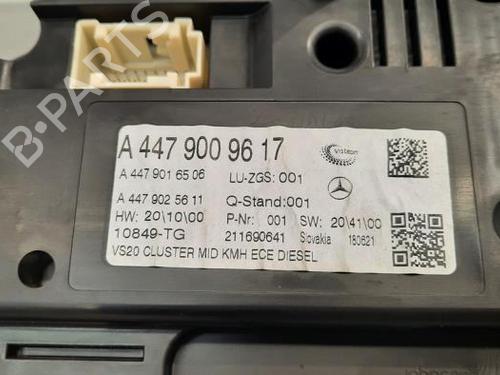 A 447 900 96 17
Visteon
A 447 901 65 06 LU-ZGS: 001
A 447 902 56 11 Q-Stand:001
HW: 20\10\00 P-Nr: 001 SW: 20\41\00
10849-TG 211690641 Slovakia 180621
VS20 CLUSTER MID KMH ECE DIESEL
B-PARTS